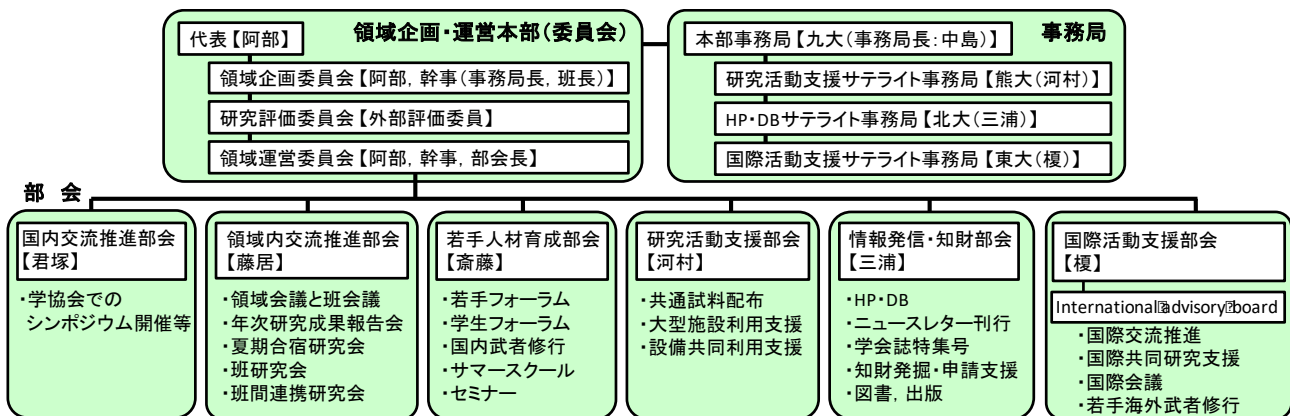 領域企画・運営本部(委員会)
代表【阿部】
領域企画委員会【阿部, 幹事(事務局長, 班長)】
研究評価委員会【外部評価委員】
領域運営委員会【阿部, 幹事, 部会長】
事務局
本部事務局【九大(事務局長:中島)】
研究活動支援サテライト事務局【熊大(河村)】
HP・DBサテライト事務局【北大(三浦)】
国際活動支援サテライト事務局【東大(榎)】
部 会
国内交流推進部会
【君塚】
・学協会での
シンポジウム開催等
領域内交流推進部会
【藤居】
・領域会議と班会議
・年次研究成果報告会
・夏期合宿研究会
・班研究会
・班間連携研究会
若手人材育成部会
【斎藤】
・若手フォーラム
・学生フォーラム
・国内武者修行
・サマースクール
・セミナー
研究活動支援部会
【河村】
・共通試料配布
・大型施設利用支援
・設備共同利用支援
情報発信・知財部会
【三浦】
・HP・DB
・ニュースレター刊行
・学会誌特集号
・知財発掘・申請支援
・図書, 出版
国際活動支援部会
【榎】
International advisory board
・国際交流推進
・国際共同研究支援
・国際会議
・若手海外武者修行